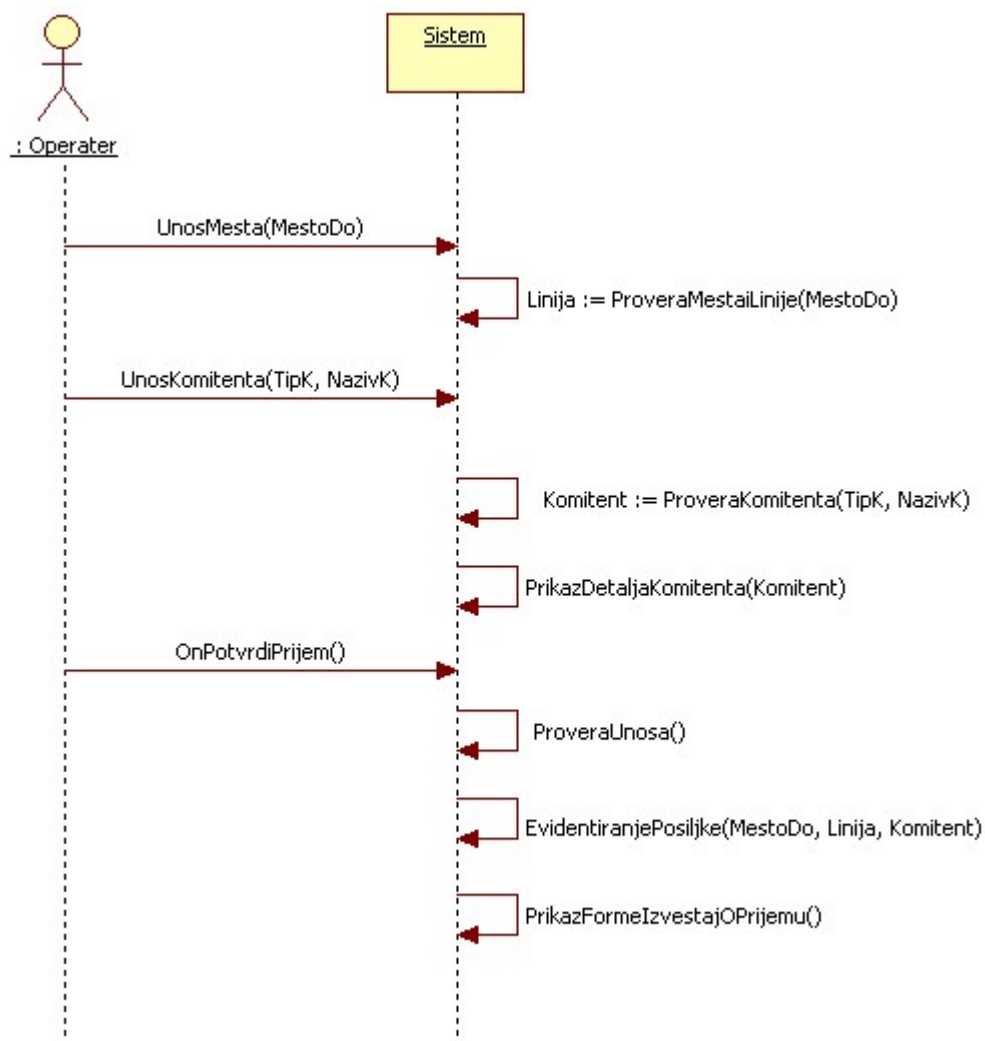 Sistem
: Operater
UnosMesta(MestoDo)
Linija := ProveraMestaiLinije(MestoDo)
UnosKomitenta(TipK, NazivK)
Komitent := ProveraKomitenta(TipK, NazivK)
PrikazDetaljaKomitenta(Komitent)
OnPotvrdiPrijem()
ProveraUnosa()
EvidentiranjePosiljke(MestoDo, Linija, Komitent)
PrikazFormeIzvestajOPrijemu()